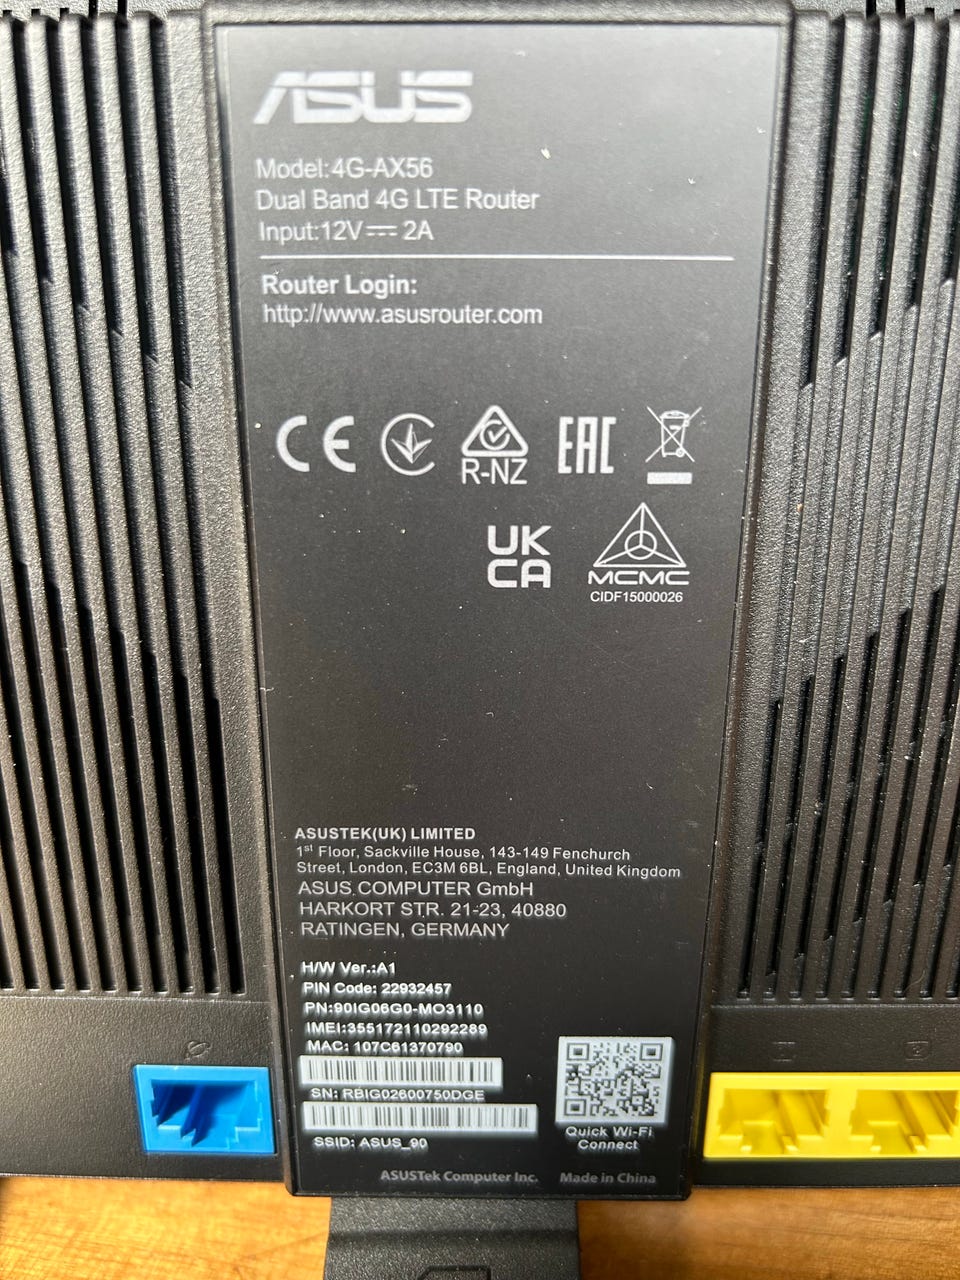 ASUS
Model:4G-AX56
Dual Band 4G LTE Router
Input:12V⎓ 2A
Router Login:
http://www.asusrouter.com
CE
R-NZ
EAC
UK
CA
MCMC
CIDF15000026
ASUSTEK(UK) LIMITED
1st Floor, Sackville House, 143-149 Fenchurch
Street, London, EC3M 6BL, England, United Kingdom
ASUS COMPUTER GmbH
HARKORT STR. 21-23, 40880
RATINGEN, GERMANY
H/W Ver.:A1
PIN Code: 22932457
PN:90IG06G0-MO3110
IMEI:355172110292289
MAC: 107C61370790
SN: RBIG02600750DGE
SSID: ASUS_90
Quick Wi-Fi
Connect
ASUSTek Computer Inc. Made in China